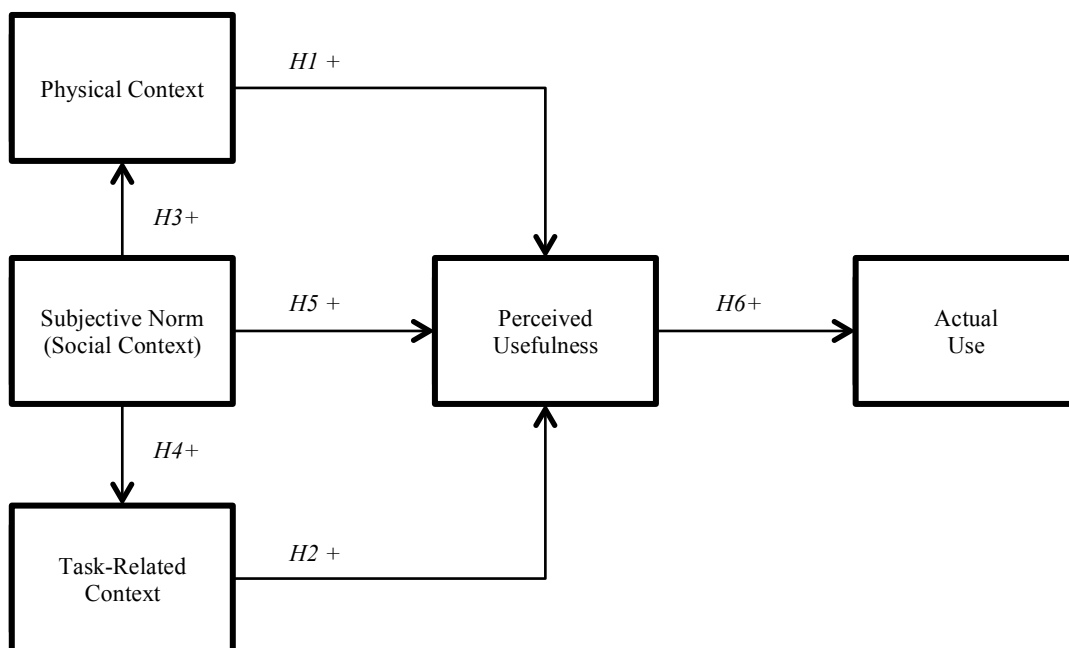 H1 +
Physical Context
H3+
Subjective Norm
(Social Context)
H5 +
Perceived
Usefulness
H6+
Actual
Use
H4+
Task-Related
Context
H2 +